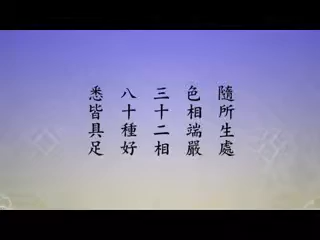 隨所生處
色相端嚴
三十二相
八十種好
悉皆具足